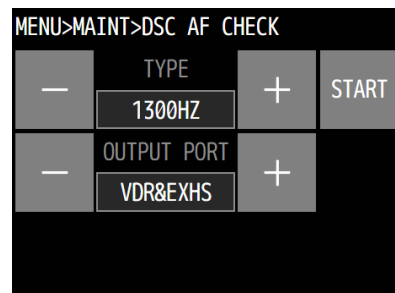 MENU>MAINT>DSC AF CHECK
TYPE
— 1300HZ + START
OUTPUT PORT
— VDR&EXHS +